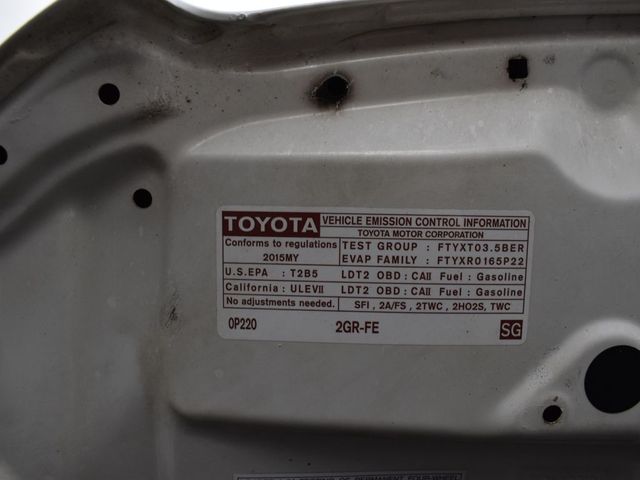 TOYOTA VEHICLE EMISSION CONTROL INFORMATION
TOYOTA MOTOR CORPORATION
Conforms to regulations
2015MY
TEST GROUP : FTYXT03.5BER
EVAP FAMILY : FTYXR0165P22
U.S.EPA : T2B5 LDT2 OBD : CAII Fuel : Gasoline
California : ULEVII LDT2 OBD : CAII Fuel : Gasoline
No adjustments needed. SFI , 2A/FS , 2TWC , 2HO2S, TWC
0P220 2GR-FE SG